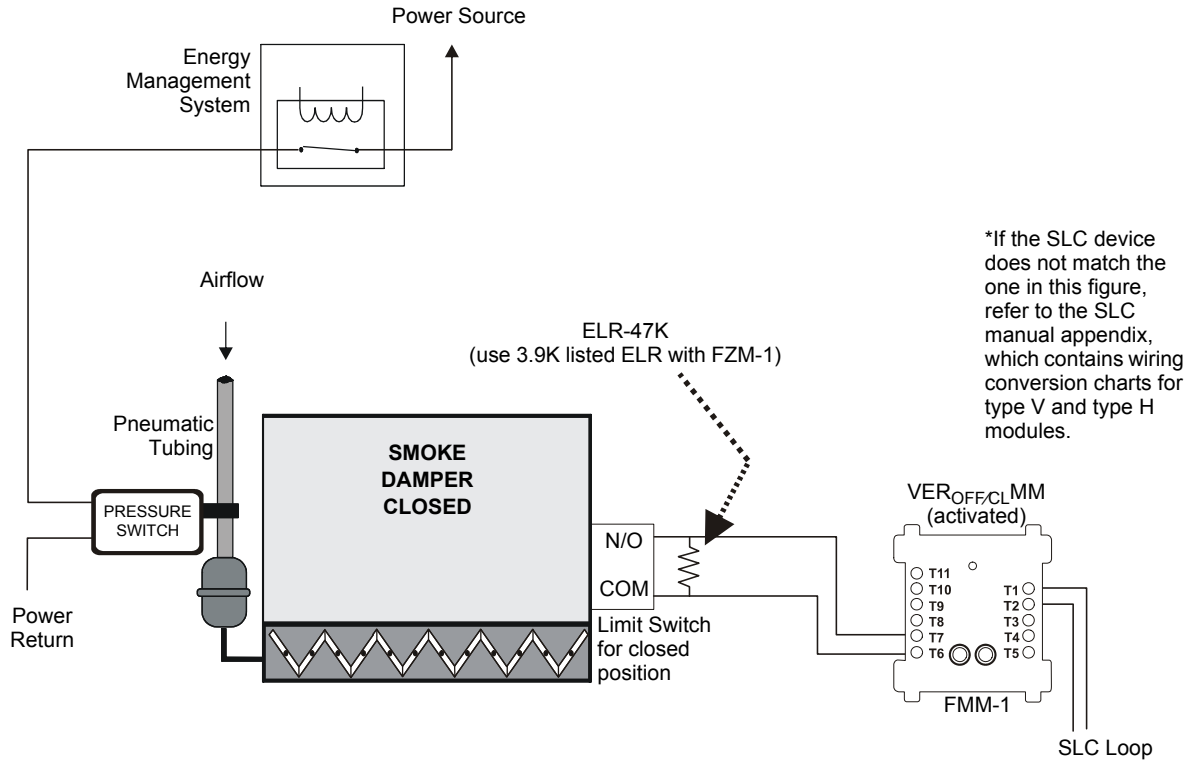 Power Source
Energy
Management
System
*If the SLC device
does not match the
one in this figure,
refer to the SLC
manual appendix,
which contains wiring
conversion charts for
type V and type H
modules.
Airflow
ELR-47K
(use 3.9K listed ELR with FZM-1)
Pneumatic
Tubing
SMOKE
DAMPER
CLOSED
PRESSURE
SWITCH
Power
Return
N/O
COM
Limit Switch
for closed
position
VEROFF/CLMM
(activated)
T11
T10
T9
T8
T7
T6
T1
T2
T3
T4
T5
FMM-1
SLC Loop